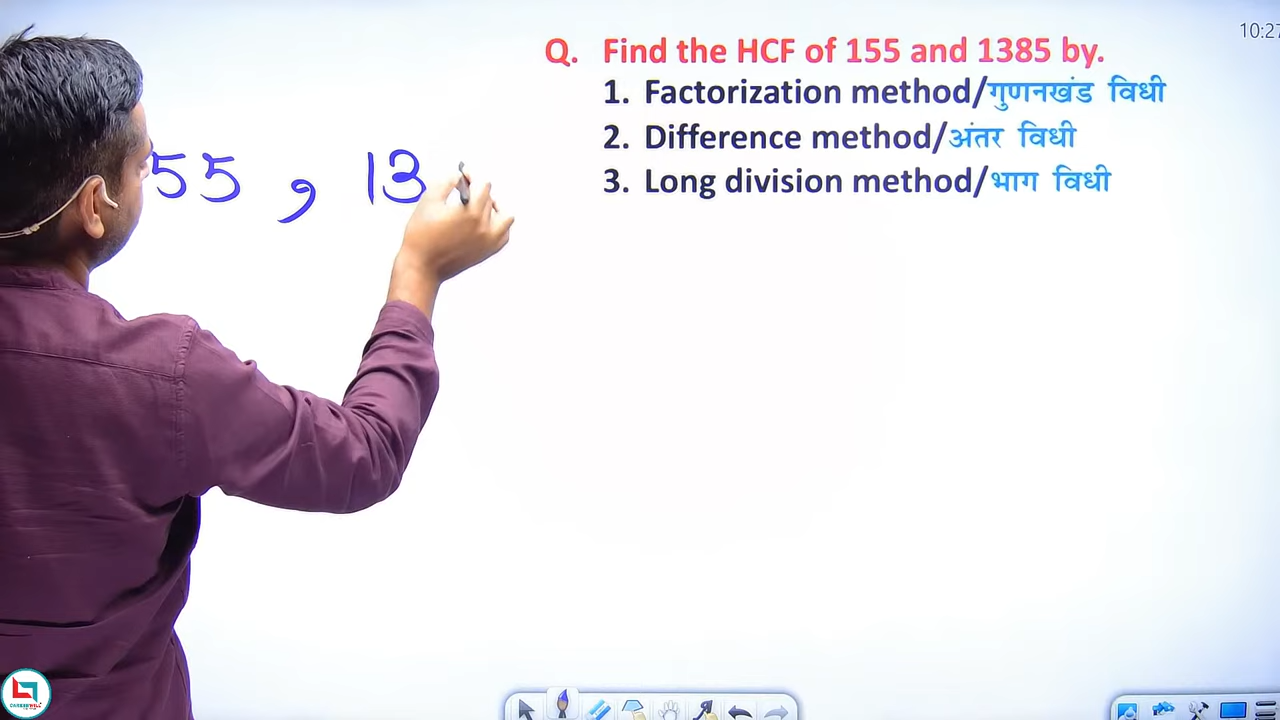 Q. Find the HCF of 155 and 1385 by.
1. Factorization method/गुणनखंड विधी
2. Difference method/अंतर विधी
3. Long division method/भाग विधी
55 , 13
10:27
CAREERWILL